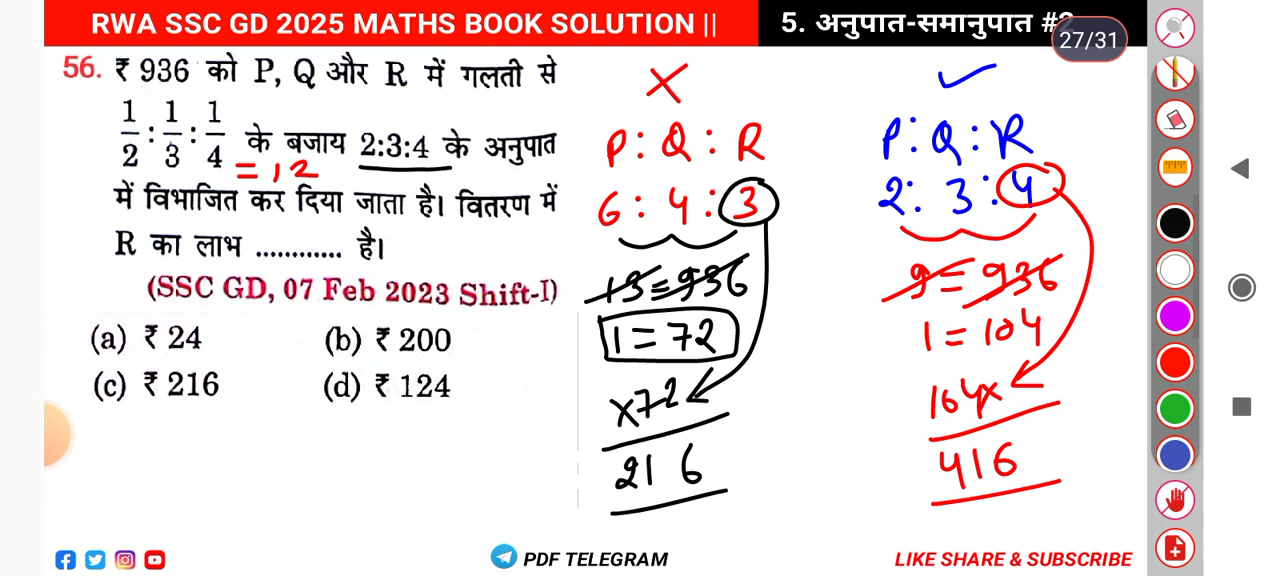 RWA SSC GD 2025 MATHS BOOK SOLUTION ||
5. अनुपात-समानुपात #2
27/31
56. ₹ 936 को P, Q और R में गलती से
1/2 : 1/3 : 1/4 के बजाय 2:3:4 के अनुपात
= 12
में विभाजित कर दिया जाता है। वितरण में
R का लाभ ............ है।
(SSC GD, 07 Feb 2023 Shift-I)
(a) ₹ 24 (b) ₹ 200
(c) ₹ 216 (d) ₹ 124
P : Q : R
6 : 4 : 3
13 = 936
1 = 72
×72
216
P : Q : R
2 : 3 : 4
9 = 936
1 = 104
104×
416
PDF TELEGRAM
LIKE SHARE & SUBSCRIBE